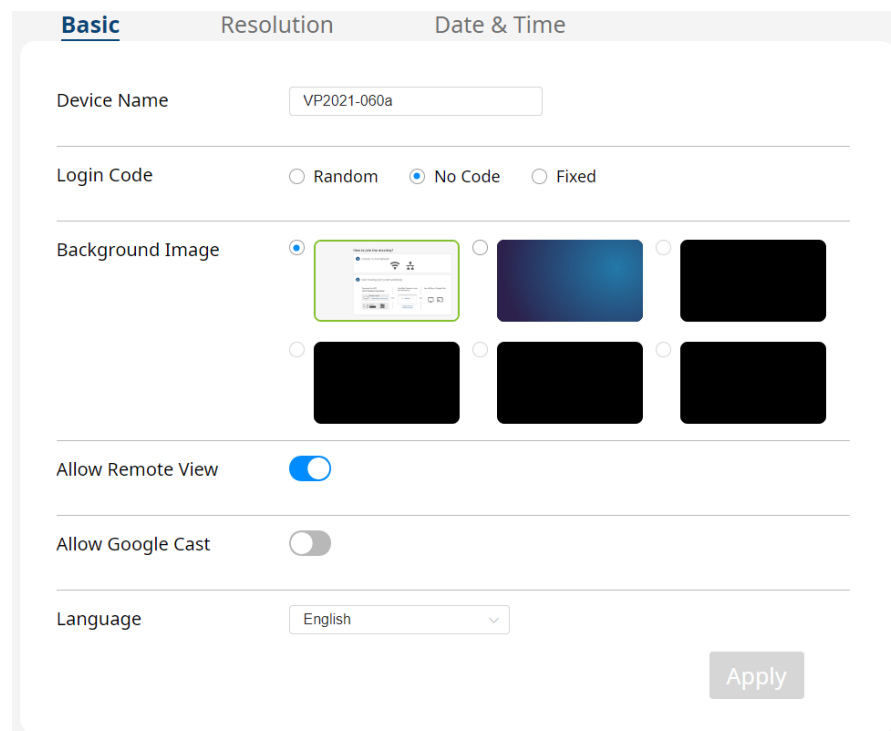 Basic Resolution Date & Time
Device Name VP2021-060a
Login Code Random No Code Fixed
Background Image
Allow Remote View
Allow Google Cast
Language English
Apply